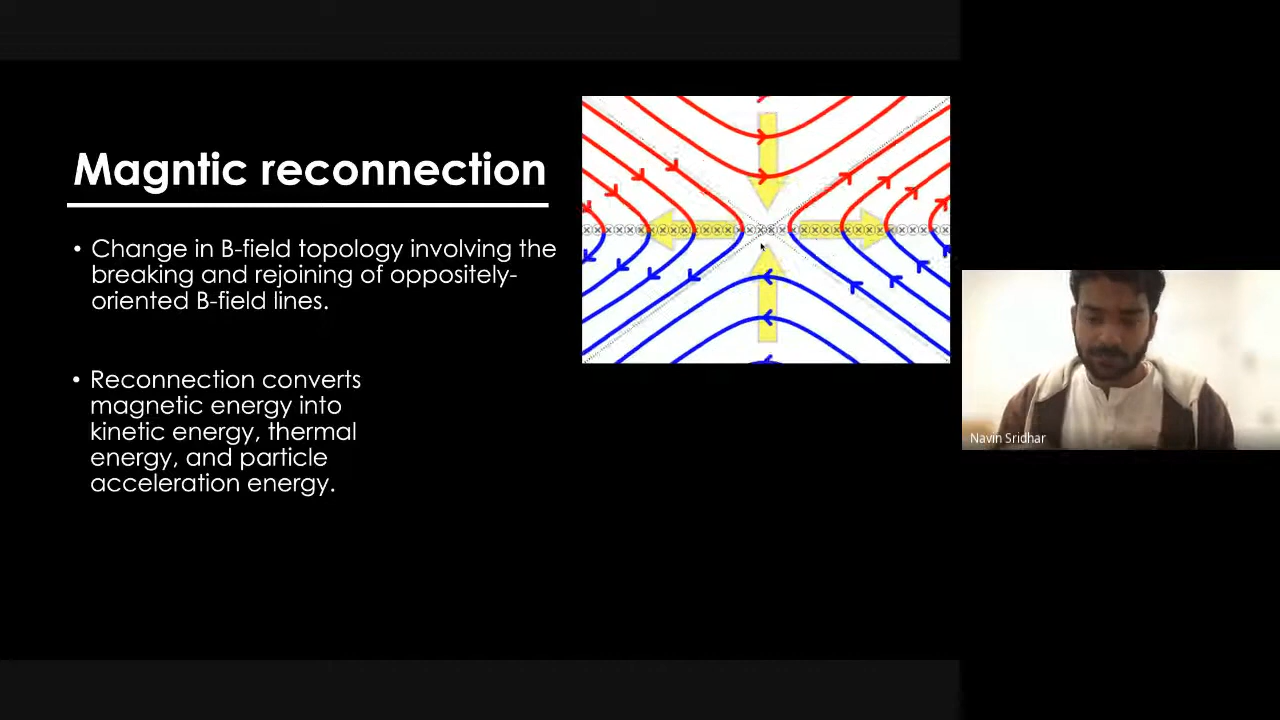 Magntic reconnection
• Change in B-field topology involving the
breaking and rejoining of oppositely-
oriented B-field lines.
• Reconnection converts
magnetic energy into
kinetic energy, thermal
energy, and particle
acceleration energy.
Navin Sridhar